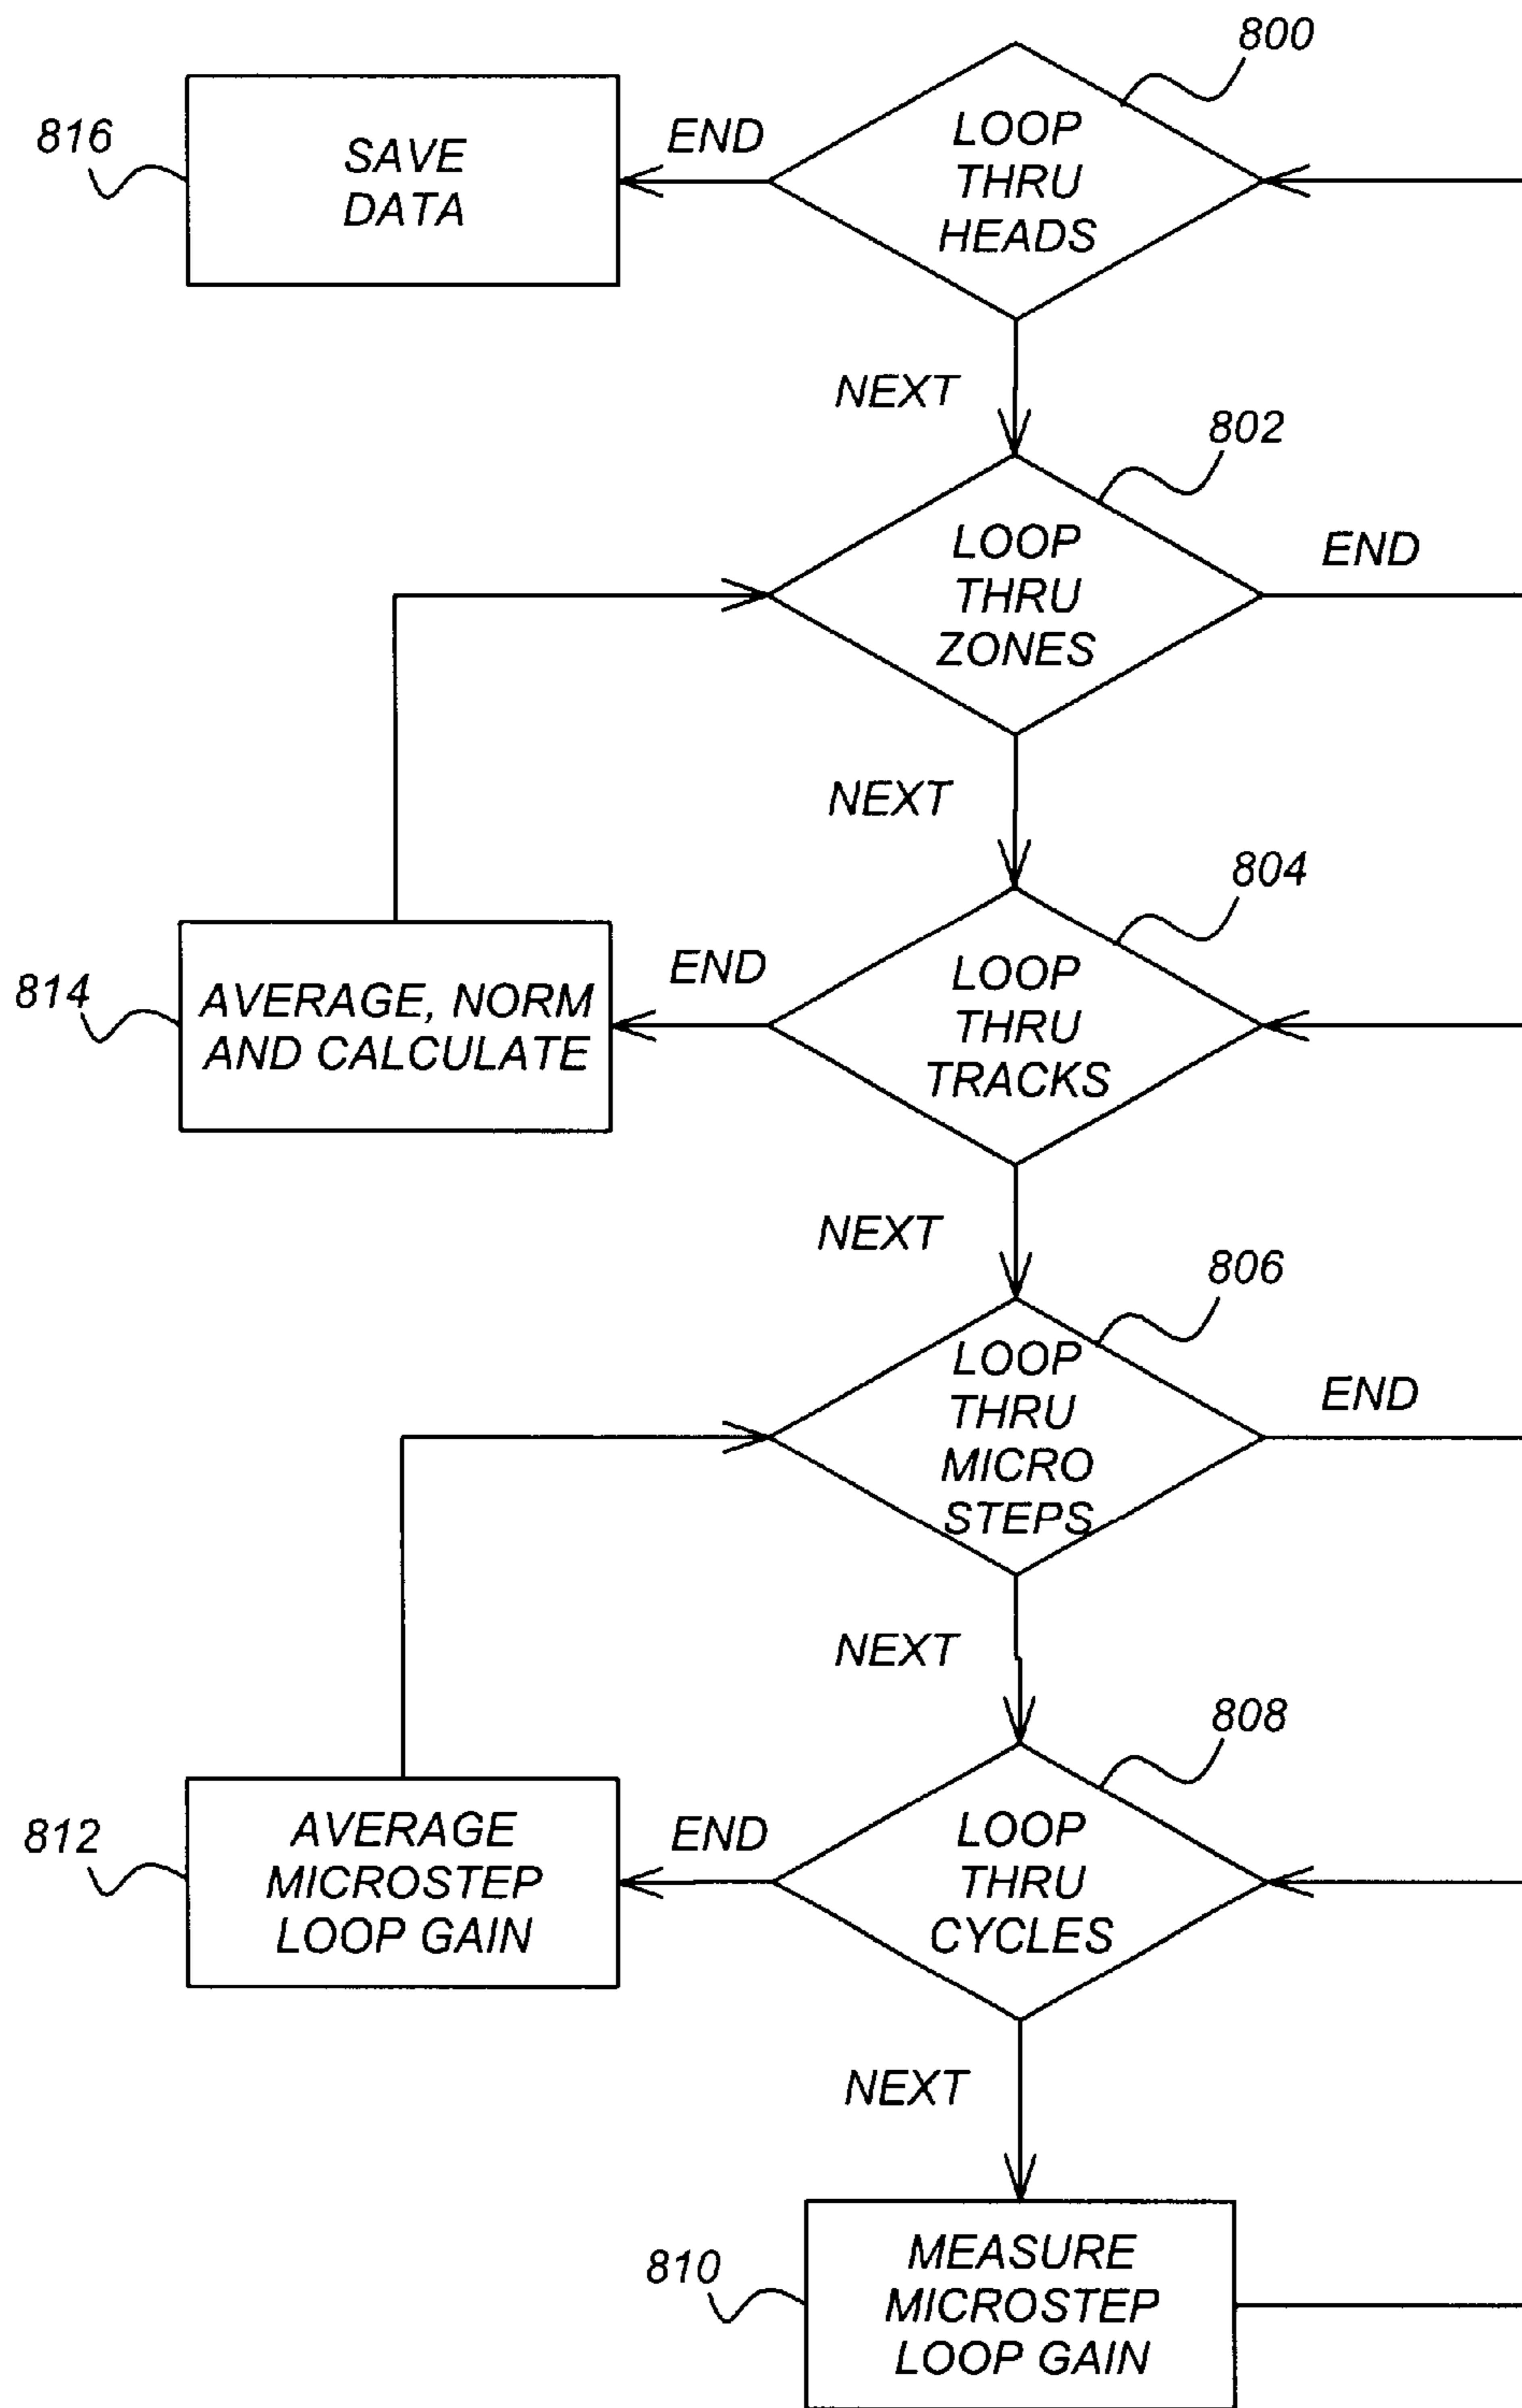 800
LOOP
THRU
HEADS
END
SAVE
DATA
816
NEXT
802
LOOP
THRU
ZONES
END
NEXT
804
LOOP
THRU
TRACKS
END
AVERAGE, NORM
AND CALCULATE
814
NEXT
806
LOOP
THRU
MICRO
STEPS
END
NEXT
808
LOOP
THRU
CYCLES
END
AVERAGE
MICROSTEP
LOOP GAIN
812
NEXT
810
MEASURE
MICROSTEP
LOOP GAIN